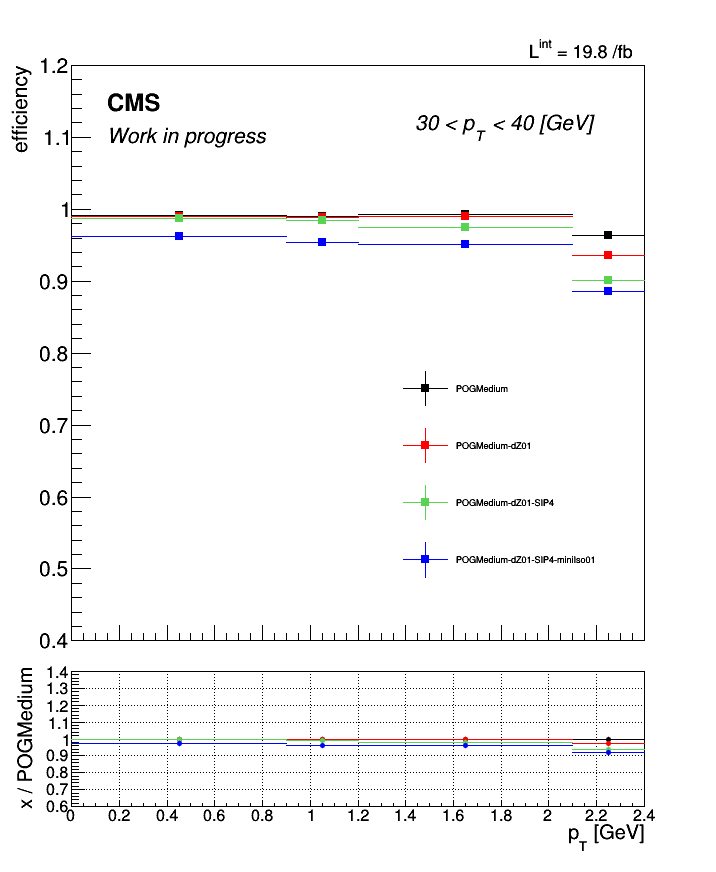 L^int = 19.8 /fb
efficiency
CMS
Work in progress
30 < p_T < 40 [GeV]
1.2
1.1
1
0.9
0.8
0.7
0.6
0.5
0.4
POGMedium
POGMedium-dZ01
POGMedium-dZ01-SIP4
POGMedium-dZ01-SIP4-miniIso01
x / POGMedium
1.4
1.3
1.2
1.1
1
0.9
0.8
0.7
0.6
0 0.2 0.4 0.6 0.8 1 1.2 1.4 1.6 1.8 2 2.2 2.4
p_T [GeV]